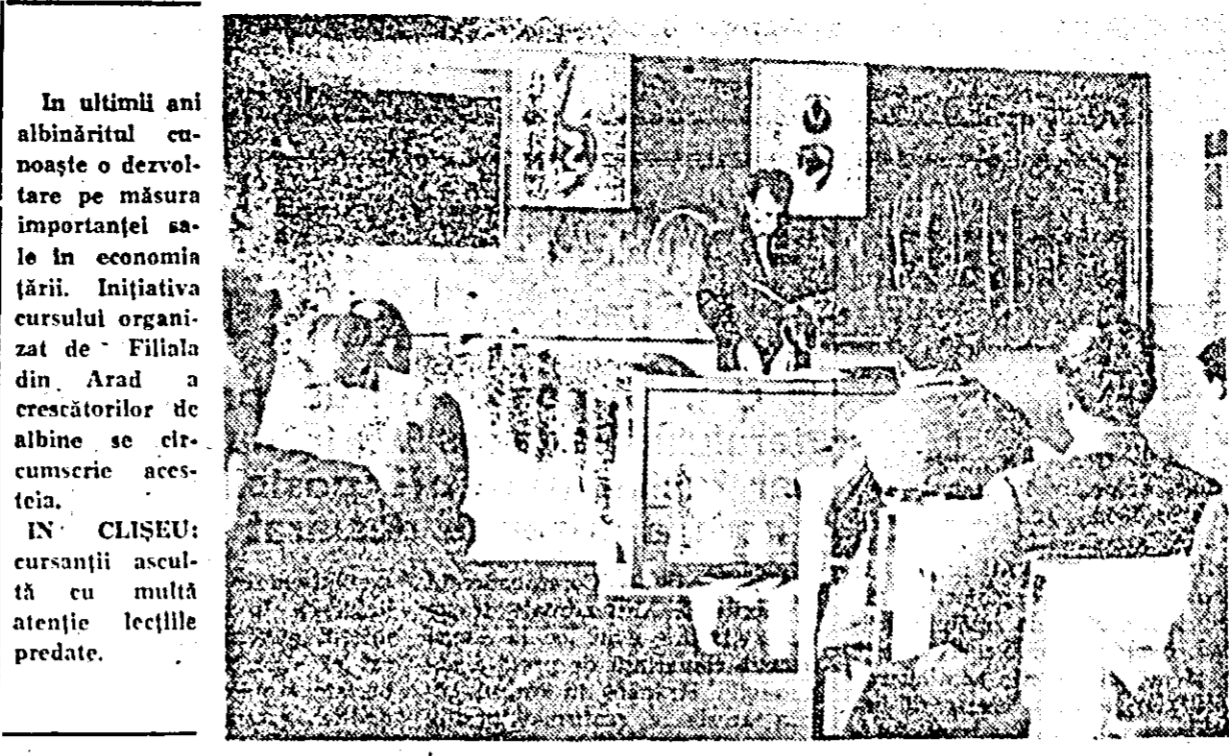 In ultimii ani
albinăritul cu-
noaşte o dezvol-
tare pe măsura
importanţei sa-
le în economia
ţării. Iniţiativa
cursului organi-
zat de Filiala
din Arad a
crescătorilor de
albine se cir-
cumscrie aces-
teia.
IN CLIŞEU:
cursanţii ascul-
tă cu multă
atenţie lecţiile
predate.